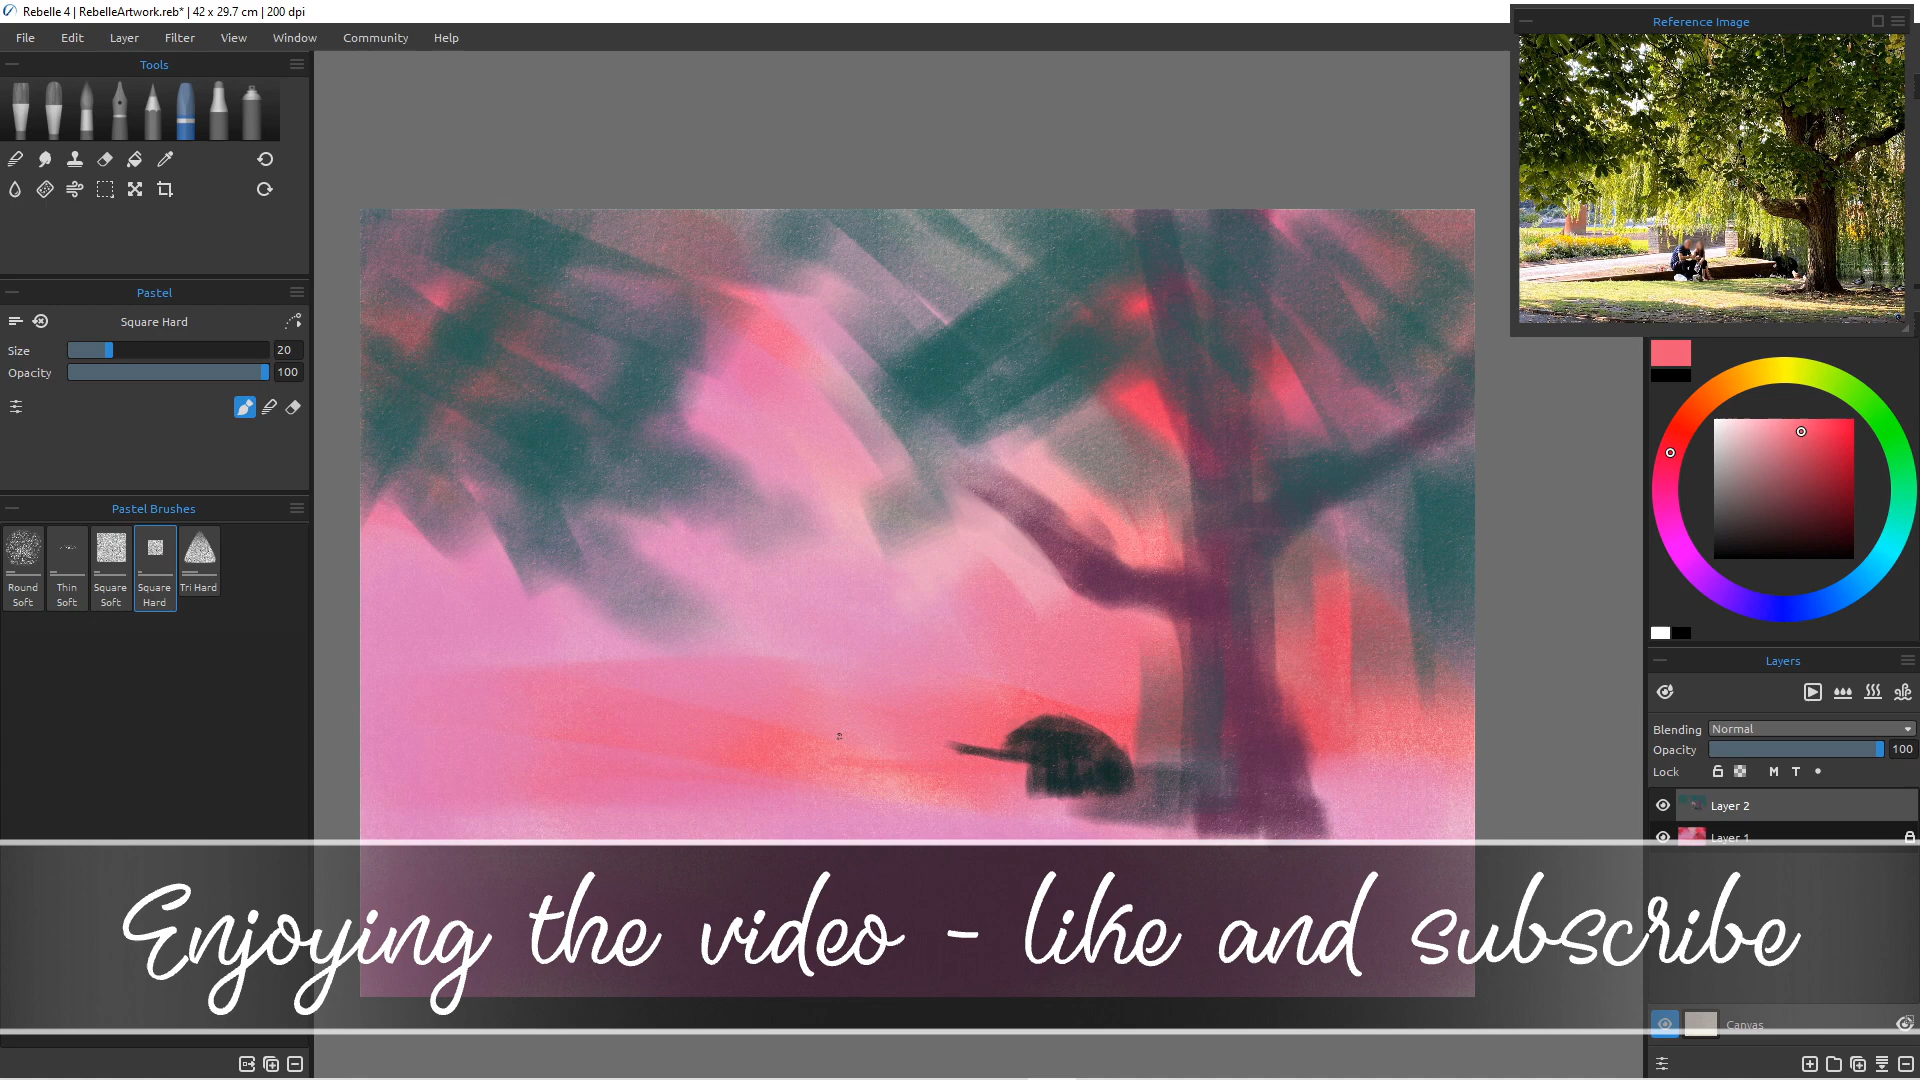 Rebelle 4 | RebelleArtwork.reb* | 42 x 29.7 cm | 200 dpi
File Edit Layer Filter View Window Community Help
Tools
Pastel
Square Hard
Size 20
Opacity 100
Pastel Brushes
Round Soft
Thin Soft
Square Soft
Square Hard
Tri Hard
Reference Image
Layers
Blending Normal
Opacity 100
Lock M T
Layer 2
Layer 1
Enjoying the video - like and subscribe
Canvas